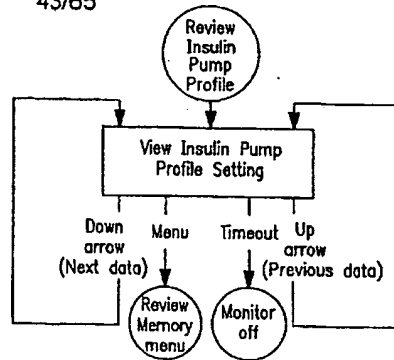 43/65
Review
Insulin
Pump
Profile
View Insulin Pump
Profile Setting
Down
arrow
(Next data)
Menu
Timeout
Up
arrow
(Previous data)
Review
Memory
menu
Monitor
off